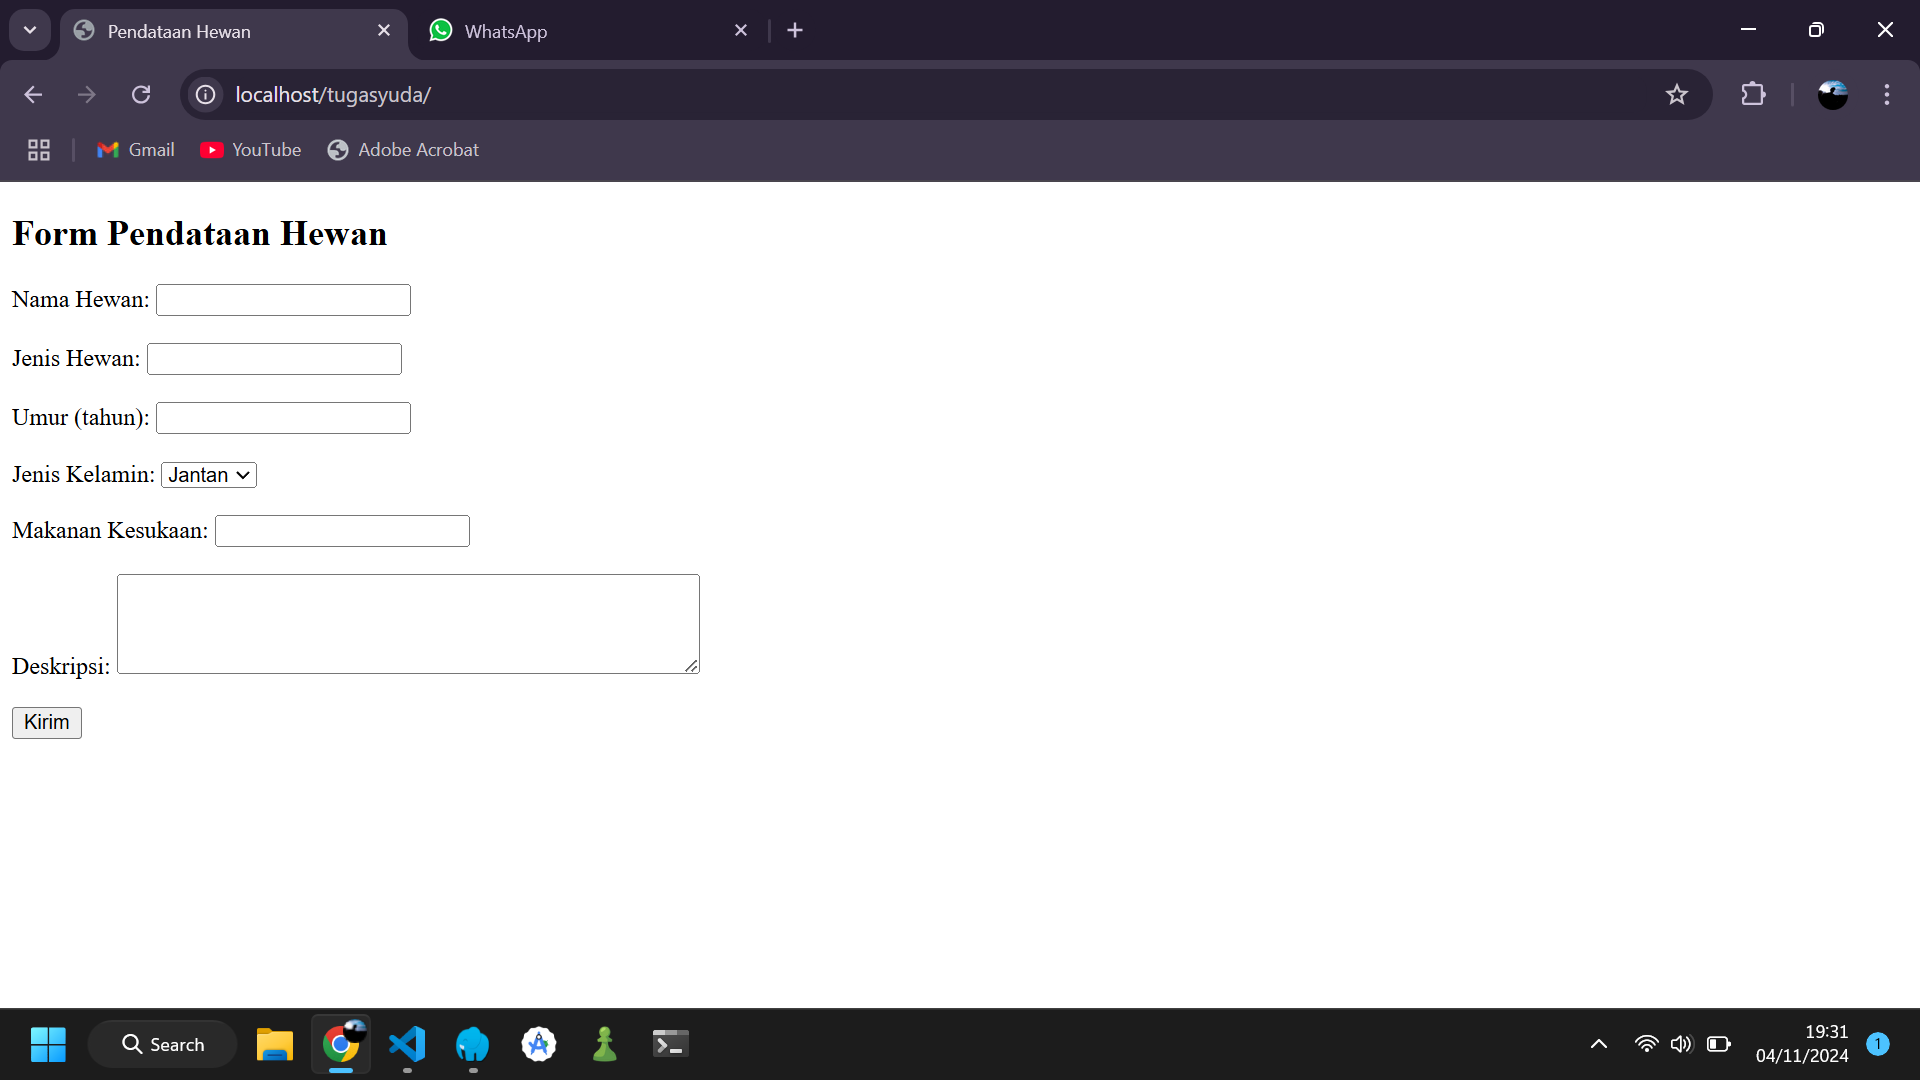 Pendataan Hewan
WhatsApp
localhost/tugasyuda/
Gmail
YouTube
Adobe Acrobat
Form Pendataan Hewan
Nama Hewan:
Jenis Hewan:
Umur (tahun):
Jenis Kelamin: Jantan
Makanan Kesukaan:
Deskripsi:
Kirim
Search
19:31
04/11/2024
1